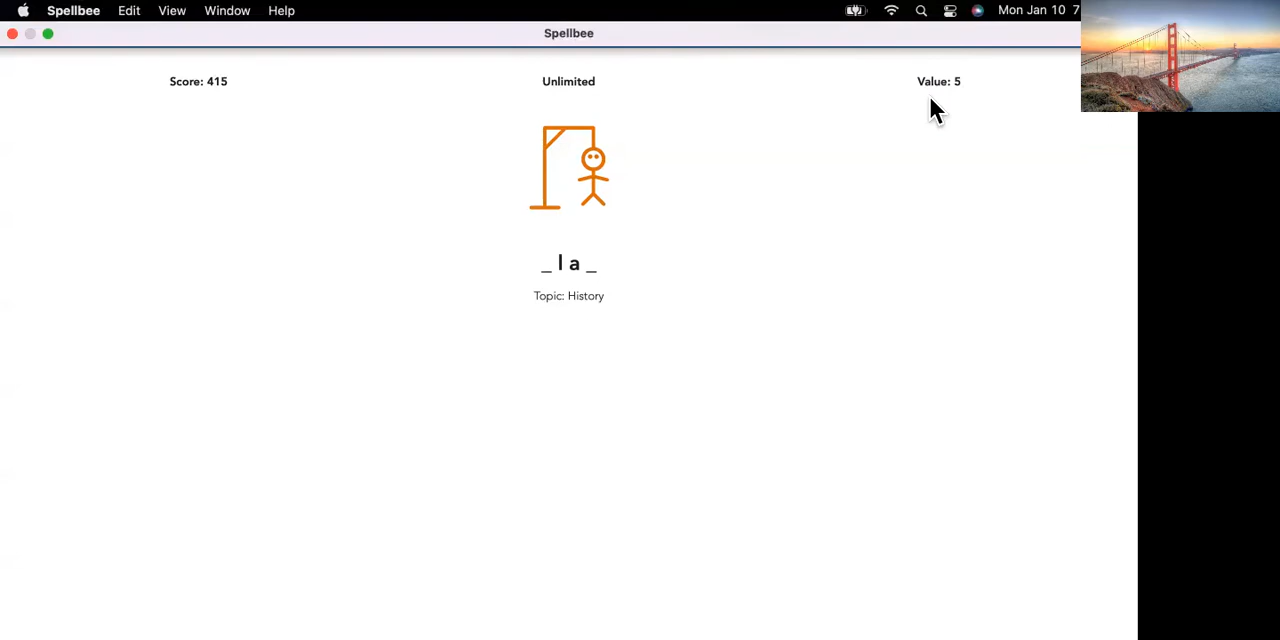 Spellbee Edit View Window Help Mon Jan 10 7
Spellbee
Score: 415 Unlimited Value: 5
_ l a _
Topic: History